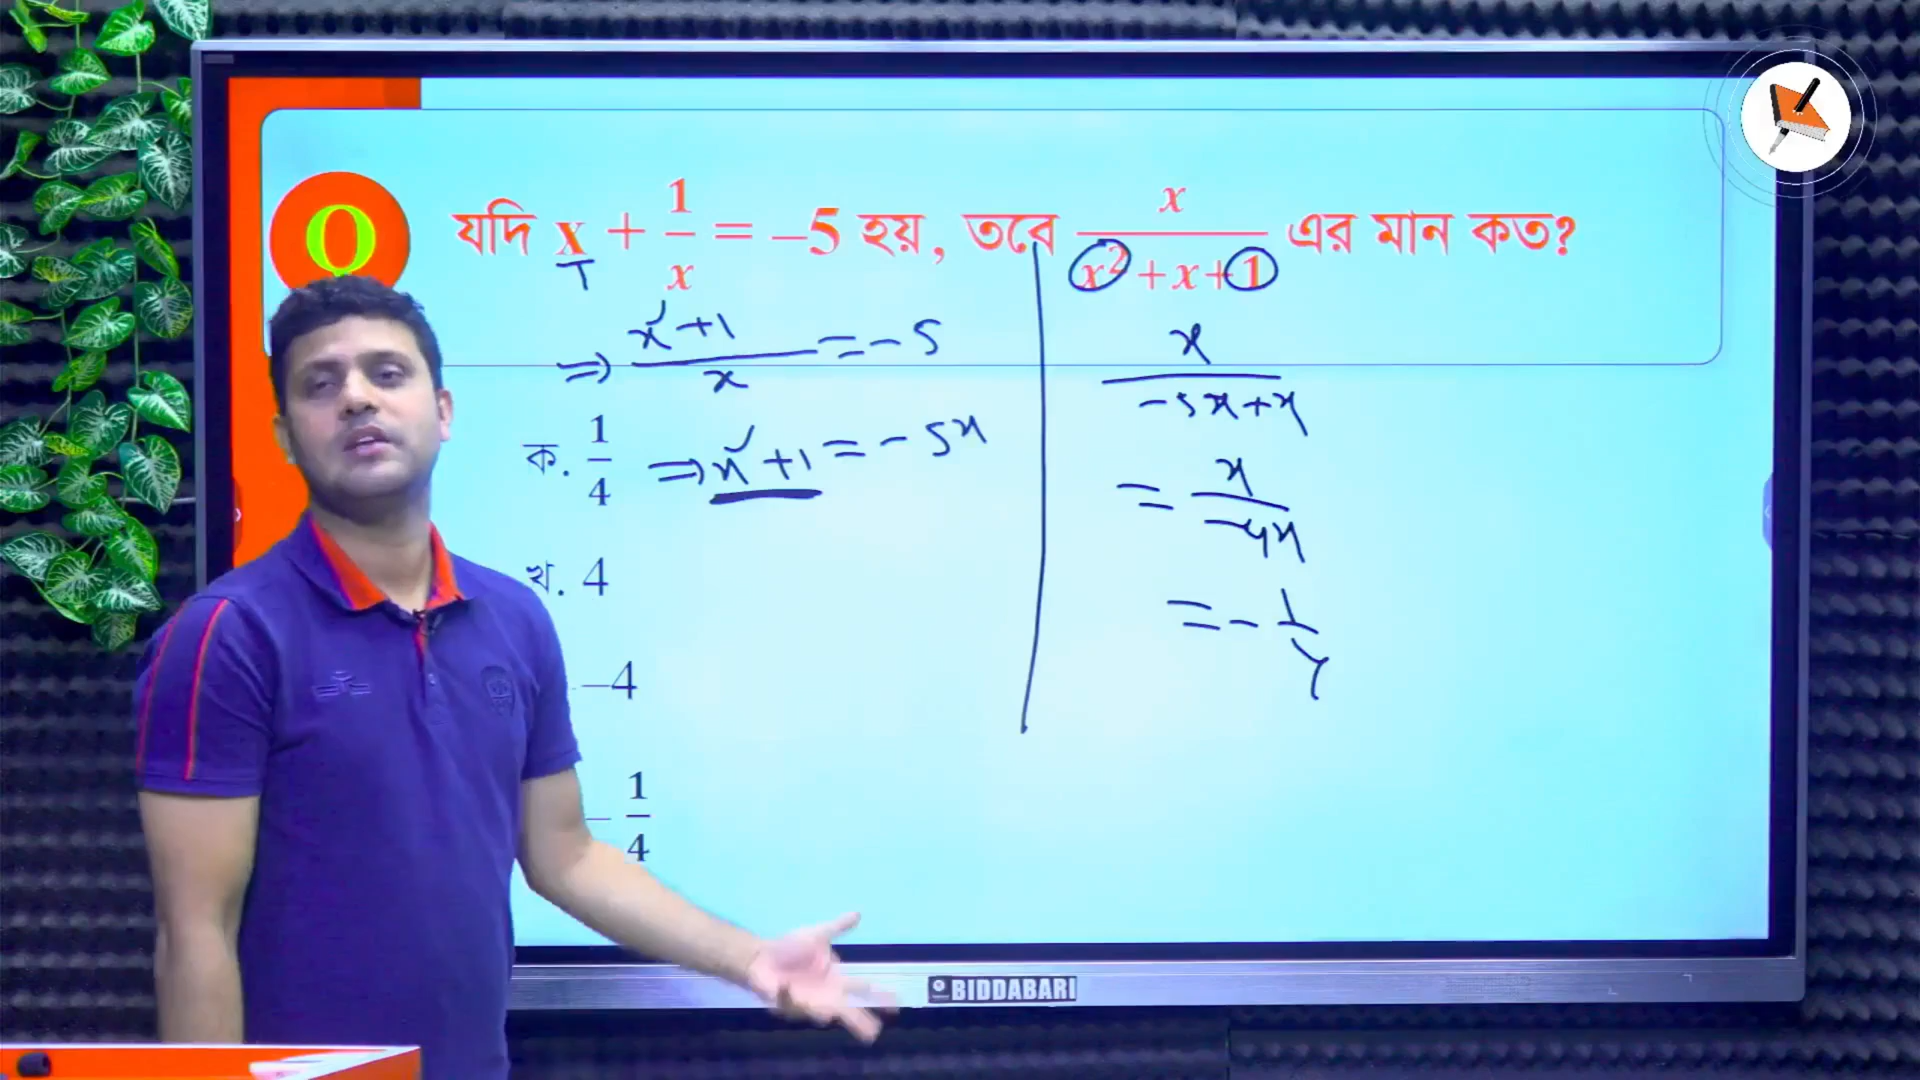 Q
যদি x + 1/x = –5 হয়, তবে x/(x² + x + 1) এর মান কত?
⇒ (x² + 1)/x = – 5
⇒ x² + 1 = – 5x
ক. 1/4
খ. 4
–4
– 1/4
x/(–5x + x)
= x/(–4x)
= – 1/4
BIDDABARI